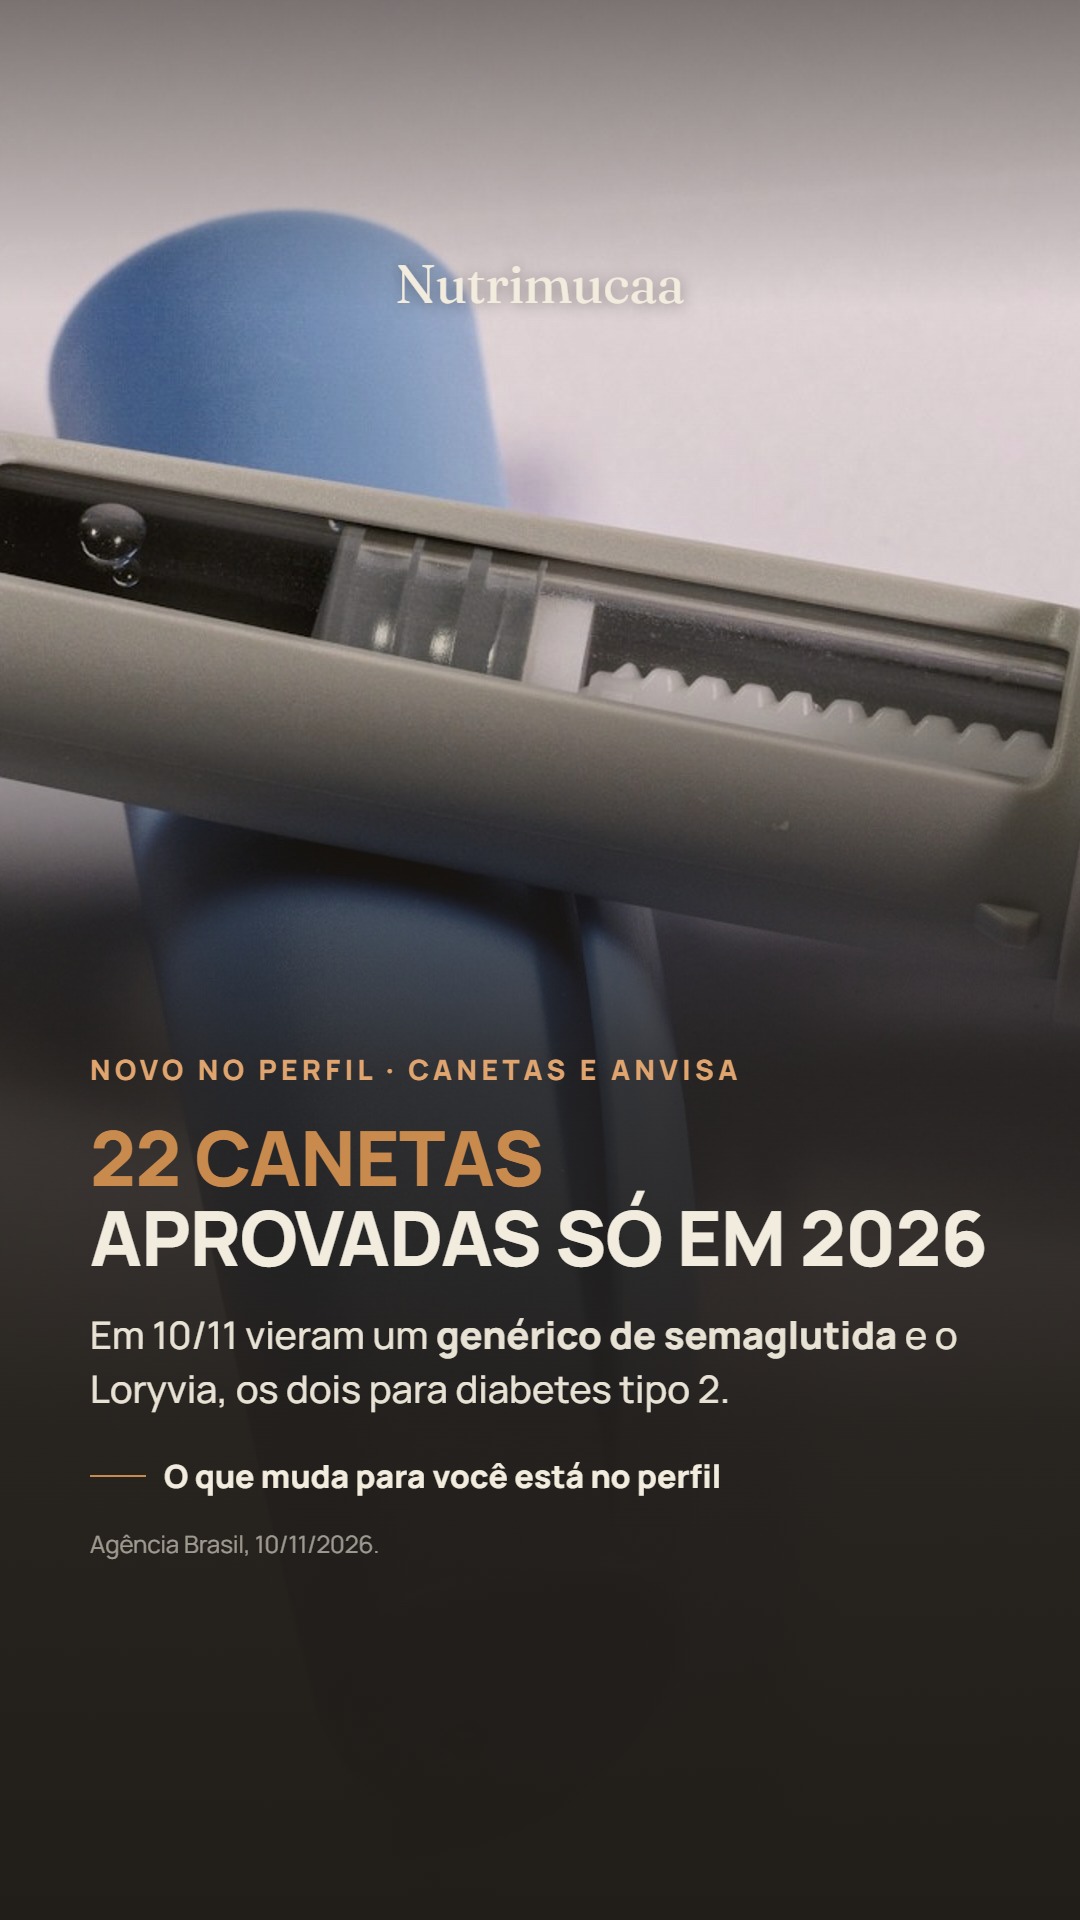 Nutrimucaa
NOVO NO PERFIL · CANETAS E ANVISA
22 CANETAS
APROVADAS SÓ EM 2026
Em 10/11 vieram um genérico de semaglutida e o
Loryvia, os dois para diabetes tipo 2.
O que muda para você está no perfil
Agência Brasil, 10/11/2026.